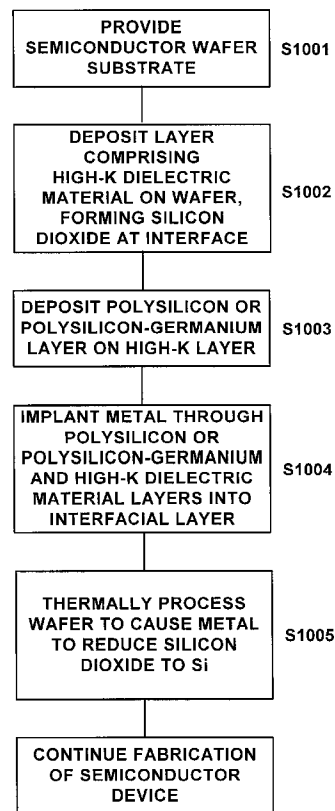 PROVIDE
SEMICONDUCTOR WAFER
SUBSTRATE
S1001
DEPOSIT LAYER
COMPRISING
HIGH-K DIELECTRIC
MATERIAL ON WAFER,
FORMING SILICON
DIOXIDE AT INTERFACE
S1002
DEPOSIT POLYSILICON OR
POLYSILICON-GERMANIUM
LAYER ON HIGH-K LAYER
S1003
IMPLANT METAL THROUGH
POLYSILICON OR
POLYSILICON-GERMANIUM
AND HIGH-K DIELECTRIC
MATERIAL LAYERS INTO
INTERFACIAL LAYER
S1004
THERMALLY PROCESS
WAFER TO CAUSE METAL
TO REDUCE SILICON
DIOXIDE TO Si
S1005
CONTINUE FABRICATION
OF SEMICONDUCTOR
DEVICE